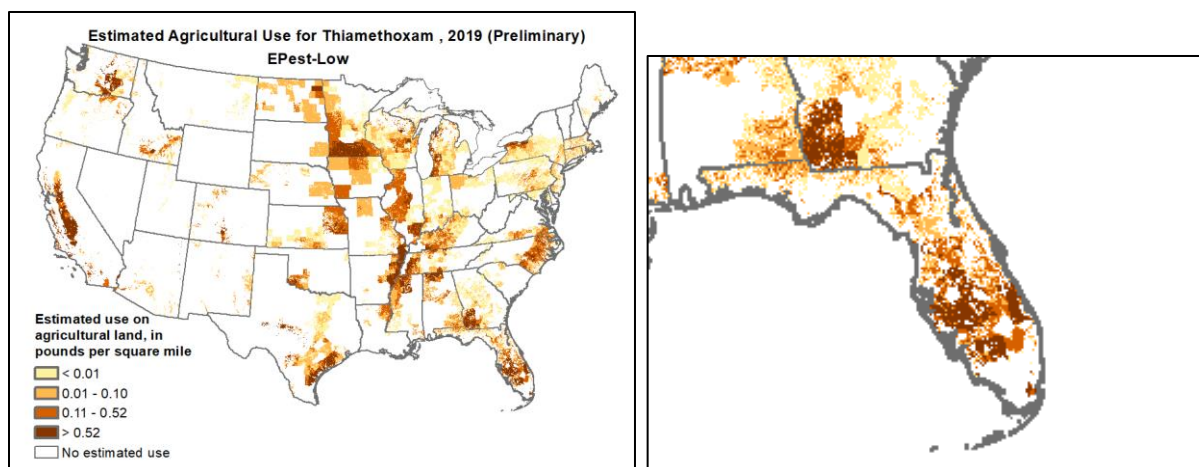 Estimated Agricultural Use for Thiamethoxam , 2019 (Preliminary)
EPest-Low
Estimated use on
agricultural land, in
pounds per square mile
< 0.01
0.01 - 0.10
0.11 - 0.52
> 0.52
No estimated use